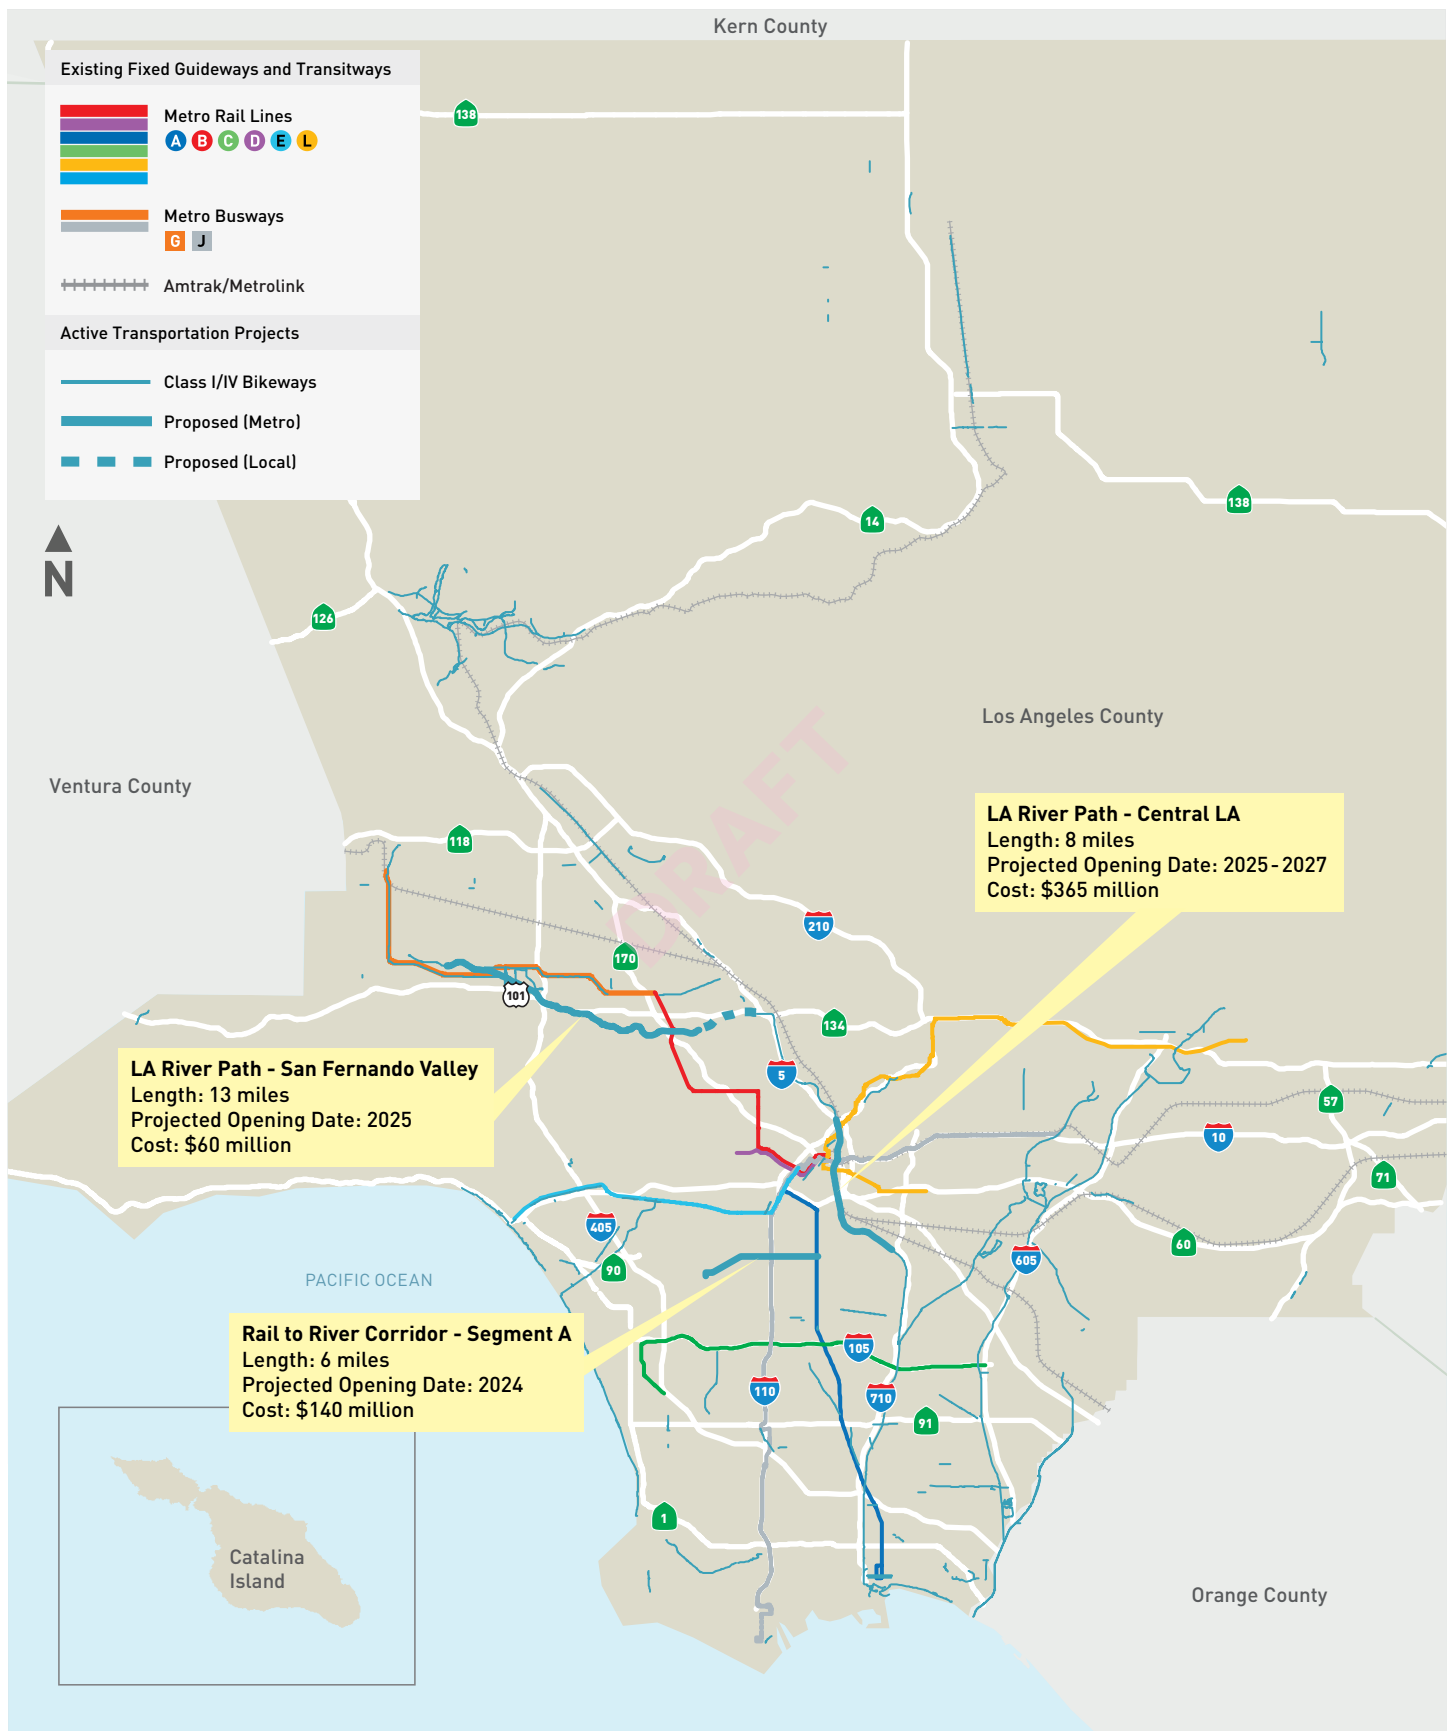 Kern County
Existing Fixed Guideways and Transitways
Metro Rail Lines
A B C D E L
Metro Busways
G J
Amtrak/Metrolink
Active Transportation Projects
Class I/IV Bikeways
Proposed (Metro)
Proposed (Local)
N
138
14
138
126
Los Angeles County
Ventura County
DRAFT
118
LA River Path - Central LA
Length: 8 miles
Projected Opening Date: 2025-2027
Cost: $365 million
210
170
101
134
LA River Path - San Fernando Valley
Length: 13 miles
Projected Opening Date: 2025
Cost: $60 million
5
57
10
71
405
60
605
90
PACIFIC OCEAN
Rail to River Corridor - Segment A
Length: 6 miles
Projected Opening Date: 2024
Cost: $140 million
105
110
710
91
1
Catalina
Island
Orange County